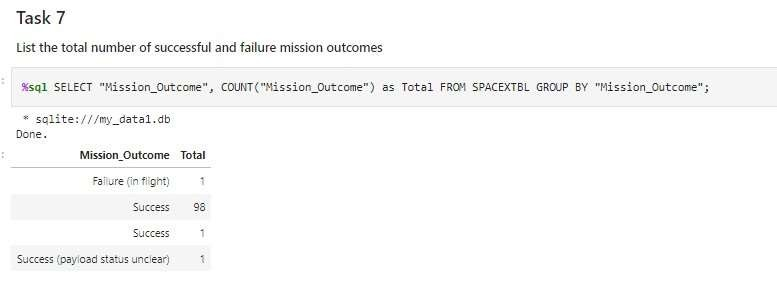 Task 7
List the total number of successful and failure mission outcomes
%sql SELECT "Mission_Outcome", COUNT("Mission_Outcome") as Total FROM SPACEXTBL GROUP BY "Mission_Outcome";
* sqlite:///my_data1.db
Done.
Mission_Outcome Total
Failure (in flight) 1
Success 98
Success 1
Success (payload status unclear) 1